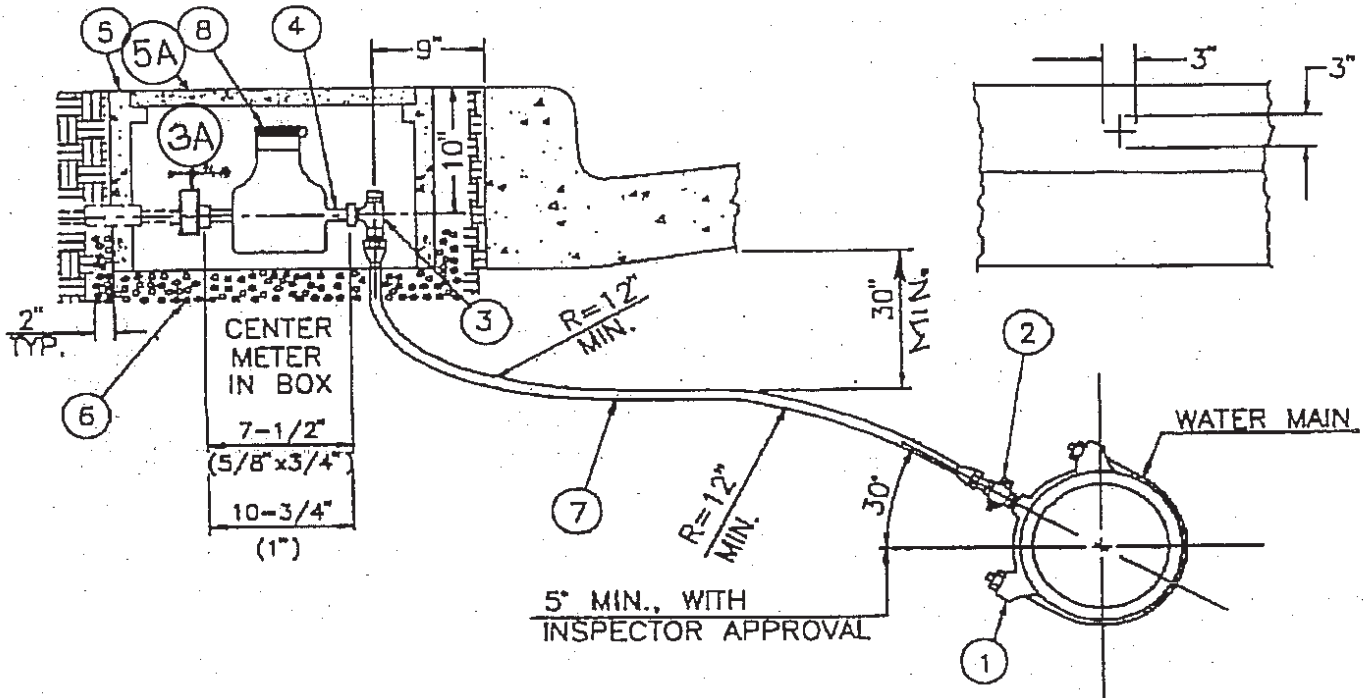 5
5A
8
4
9"
3"
3"
3A
10"
2"
TYP.
CENTER
METER
IN BOX
3
R=12"
MIN.
30"
MIN.
2
6
7-1/2"
(5/8"x3/4")
10-3/4"
(1")
7
R=12"
MIN.
30°
WATER MAIN
5° MIN., WITH
INSPECTOR APPROVAL
1